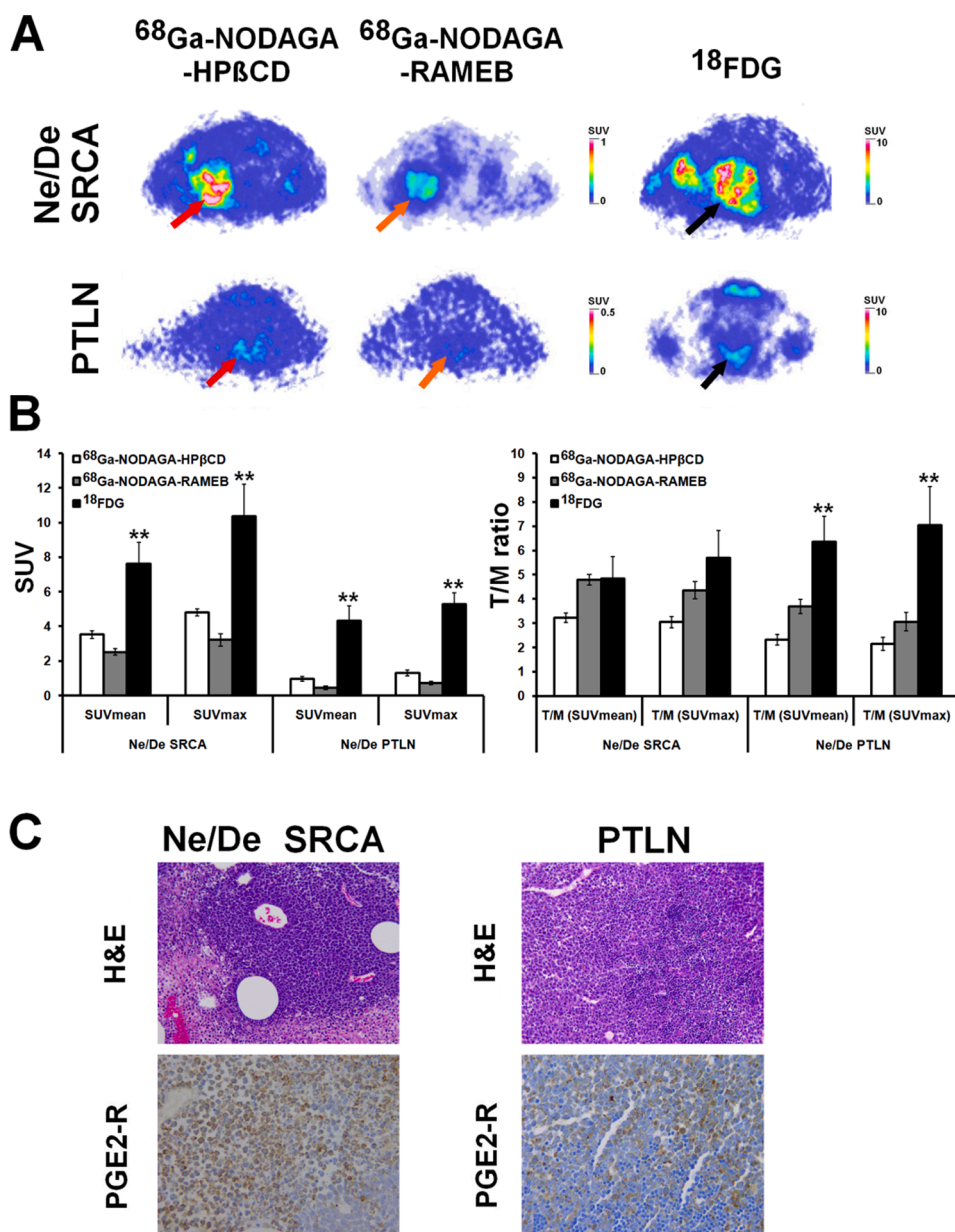 A
⁶⁸Ga-NODAGA
-HPßCD
⁶⁸Ga-NODAGA
-RAMEB
¹⁸FDG
Ne/De
SRCA
SUV
1
0
SUV
10
0
PTLN
SUV
0.5
0
SUV
10
0
B
SUV
14
12
10
8
6
4
2
0
⁶⁸Ga-NODAGA-HPβCD
⁶⁸Ga-NODAGA-RAMEB
¹⁸FDG
**
**
**
**
SUVmean
SUVmax
SUVmean
SUVmax
Ne/De SRCA
Ne/De PTLN
T/M ratio
10
9
8
7
6
5
4
3
2
1
0
⁶⁸Ga-NODAGA-HPβCD
⁶⁸Ga-NODAGA-RAMEB
¹⁸FDG
**
**
T/M (SUVmean)
T/M (SUVmax)
T/M (SUVmean)
T/M (SUVmax)
Ne/De SRCA
Ne/De PTLN
C
Ne/De SRCA
PTLN
H&E
H&E
PGE2-R
PGE2-R